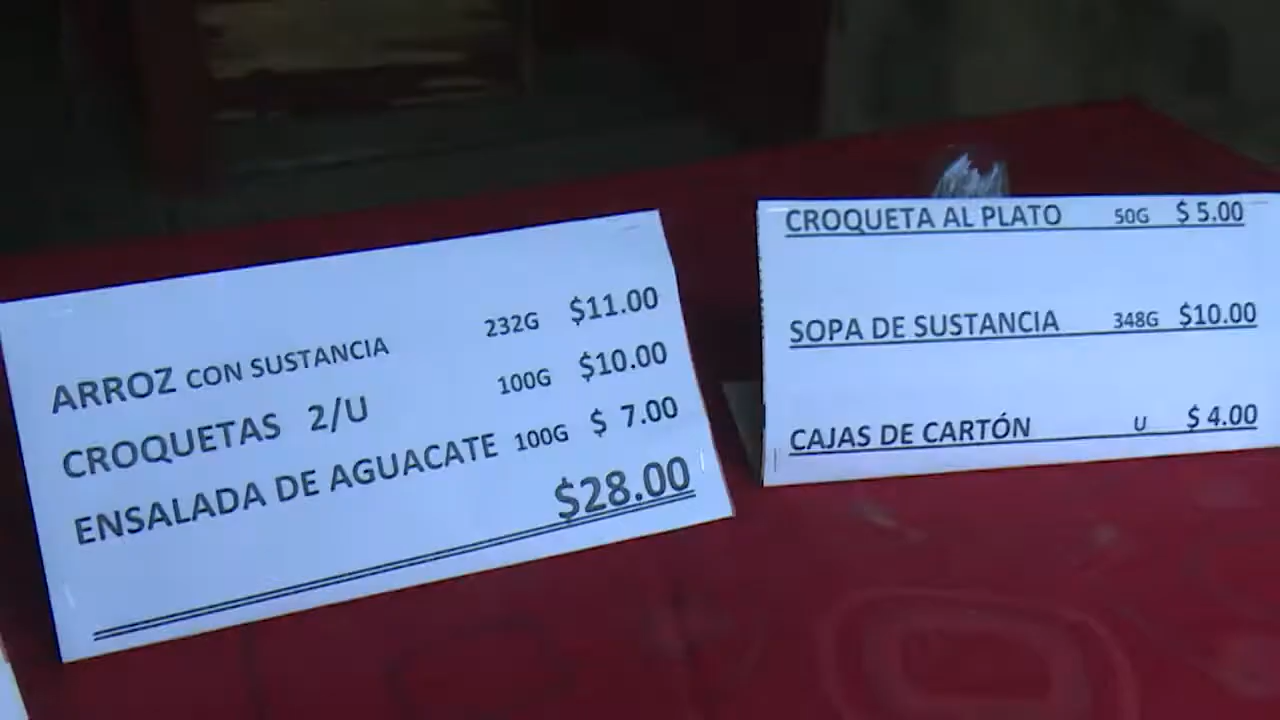 ARROZ CON SUSTANCIA 232G $11.00
CROQUETAS 2/U 100G $10.00
ENSALADA DE AGUACATE 100G $ 7.00
$28.00
CROQUETA AL PLATO 50G $ 5.00
SOPA DE SUSTANCIA 348G $10.00
CAJAS DE CARTÓN U $ 4.00